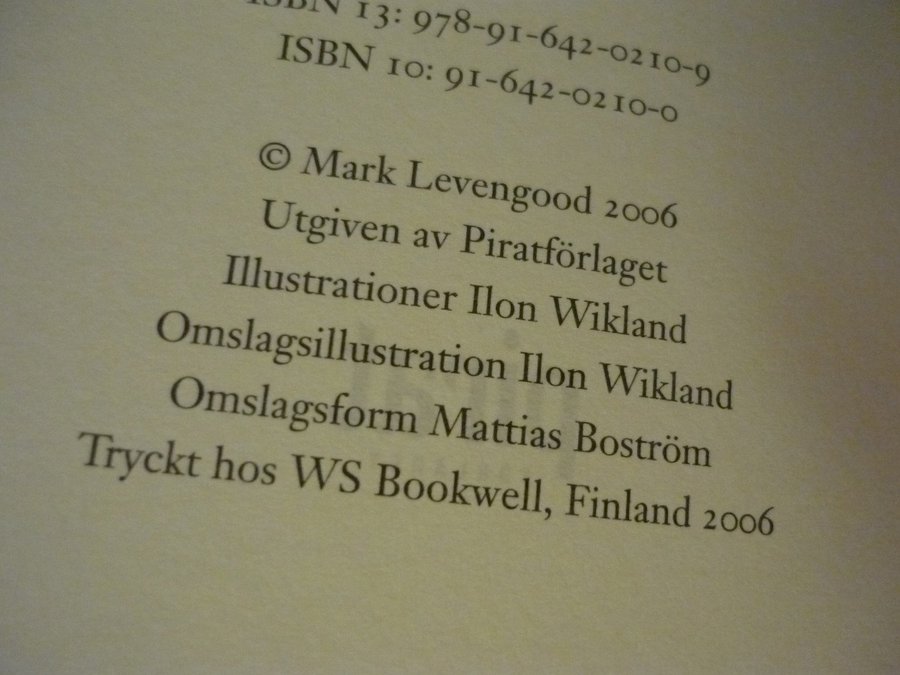 ISBN 13: 978-91-642-0210-9
ISBN 10: 91-642-0210-0
© Mark Levengood 2006
Utgiven av Piratförlaget
Illustrationer Ilon Wikland
Omslagsillustration Ilon Wikland
Omslagsform Mattias Boström
Tryckt hos WS Bookwell, Finland 2006